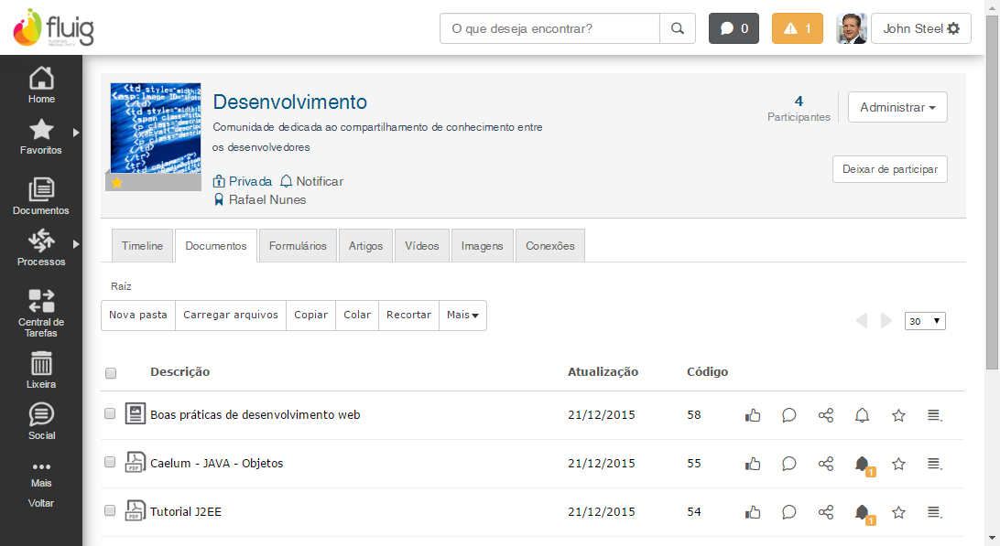 fluig
O que deseja encontrar?
0
1
John Steel
Home
Favoritos
Documentos
Processos
Central de
Tarefas
Lixeira
Social
Mais
Voltar
Desenvolvimento
Comunidade dedicada ao compartilhamento de conhecimento entre
os desenvolvedores
Privada Notificar
Rafael Nunes
4
Participantes
Administrar
Deixar de participar
Timeline Documentos Formulários Artigos Vídeos Imagens Conexões
Raíz
Nova pasta Carregar arquivos Copiar Colar Recortar Mais
30
Descrição Atualização Código
Boas práticas de desenvolvimento web 21/12/2015 58
PDF Caelum - JAVA - Objetos 21/12/2015 55 1
PDF Tutorial J2EE 21/12/2015 54 1